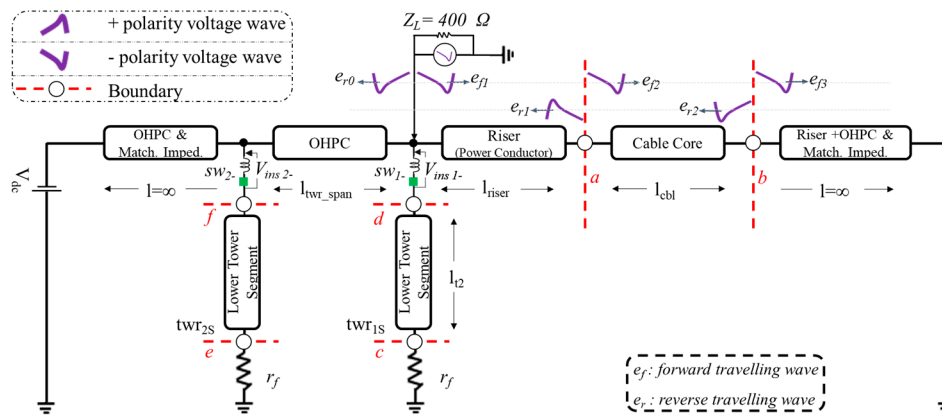 + polarity voltage wave
- polarity voltage wave
Boundary
Z_L= 400 Ω
e_r0
e_f1
e_r1
e_f2
e_r2
e_f3
OHPC &
Match. Imped.
OHPC
Riser
(Power Conductor)
Cable Core
Riser +OHPC &
Match. Imped.
V_dc
l=∞
sw_2-
V_ins 2-
l_twr_span
sw_1-
V_ins 1-
l_riser
a
l_cbl
b
l=∞
f
d
Lower Tower
Segment
Lower Tower
Segment
l_t2
twr_2S
e
twr_1S
c
r_f
r_f
e_f : forward travelling wave
e_r : reverse travelling wave